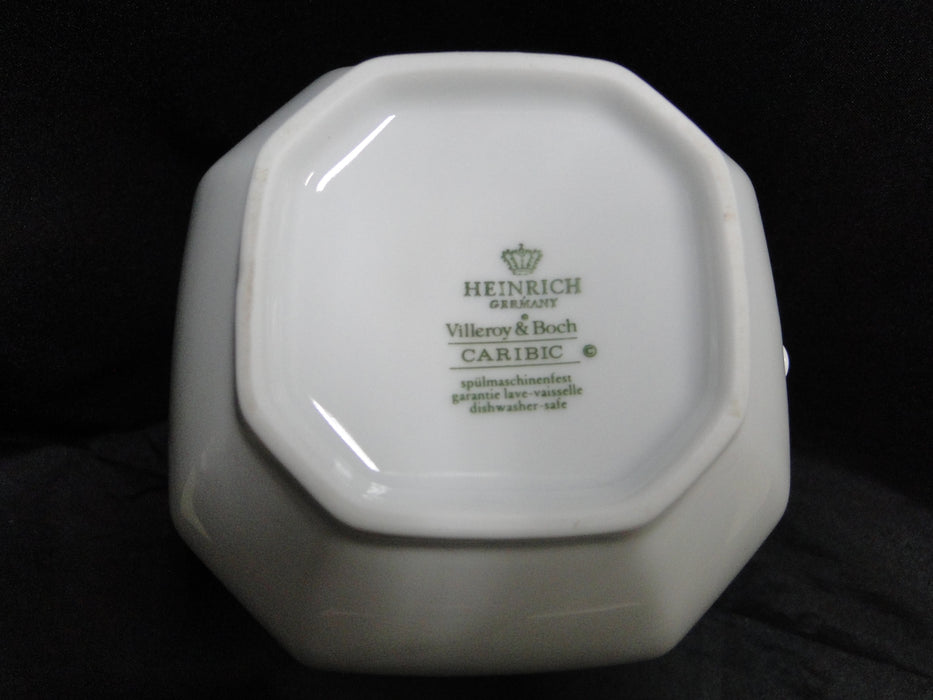 HEINRICH
GERMANY
®
Villeroy & Boch
CARIBIC ©
spülmaschinenfest
garantie lave-vaisselle
dishwasher-safe